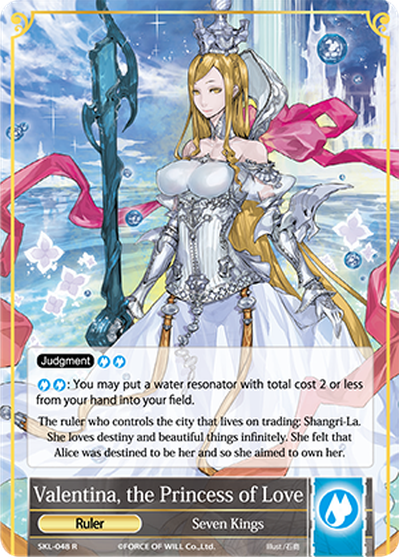 Judgment
: You may put a water resonator with total cost 2 or less
from your hand into your field.
The ruler who controls the city that lives on trading: Shangri-La.
She loves destiny and beautiful things infinitely. She felt that
Alice was destined to be her and so she aimed to own her.
Valentina, the Princess of Love
Ruler Seven Kings
SKL-048 R ©FORCE OF WILL Co.,Ltd. Illust/石恵